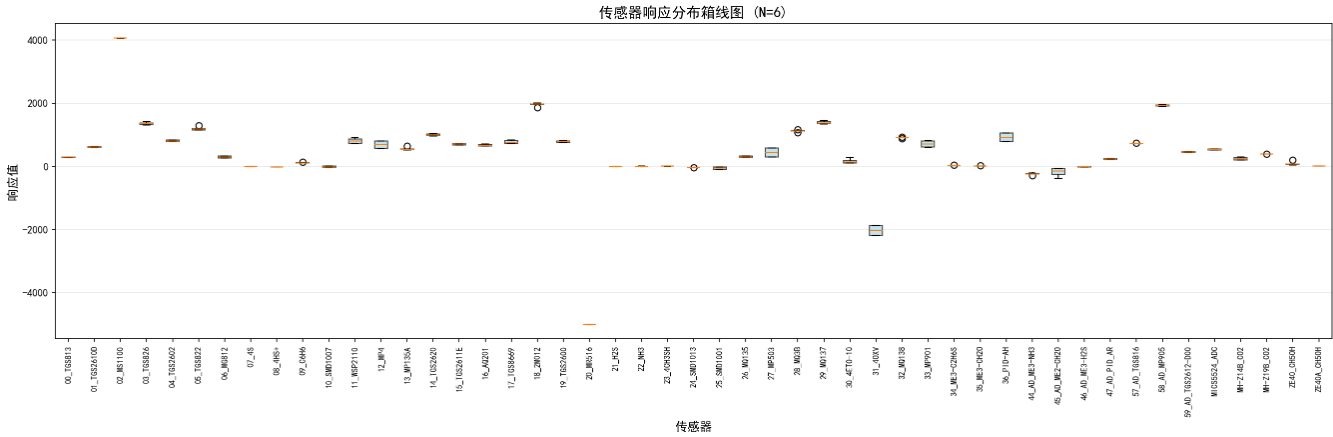 传感器响应分布箱线图 (N=6)
响应值
4000
2000
0
−2000
−4000
00_TGS813
01_TGS2610D
02_MS1100
03_TGS826
04_TGS2602
05_TGS822
06_MG812
07_4S
08_4HS+
09_C6H6
10_SMD1007
11_WSP2110
12_MP4
13_MP135A
14_TGS2620
15_TGS2611E
16_AQ201
17_TGS8669
18_2M012
19_TGS2600
20_MR516
21_H2S
22_NH3
23_4CH3SH
24_SMD1013
25_SMD1001
26_MQ135
27_MP503
28_MQ3B
29_MQ137
30_4ETO-10
31_4OXV
32_MQ138
33_MP901
34_ME3-C2H6S
35_ME3-CH2O
36_PID-AH
44_AD_ME3-NH3
45_AD_ME2-CH2O
46_AD_ME3-H2S
47_AD_PID_AR
57_AD_TGS816
58_AD_MP905
59_AD_TGS2612-D00
MICS5524_ADC
MH-Z14B_CO2
MH-Z19B_CO2
ZE40_CH5OH
ZE40A_CH5OH
传感器